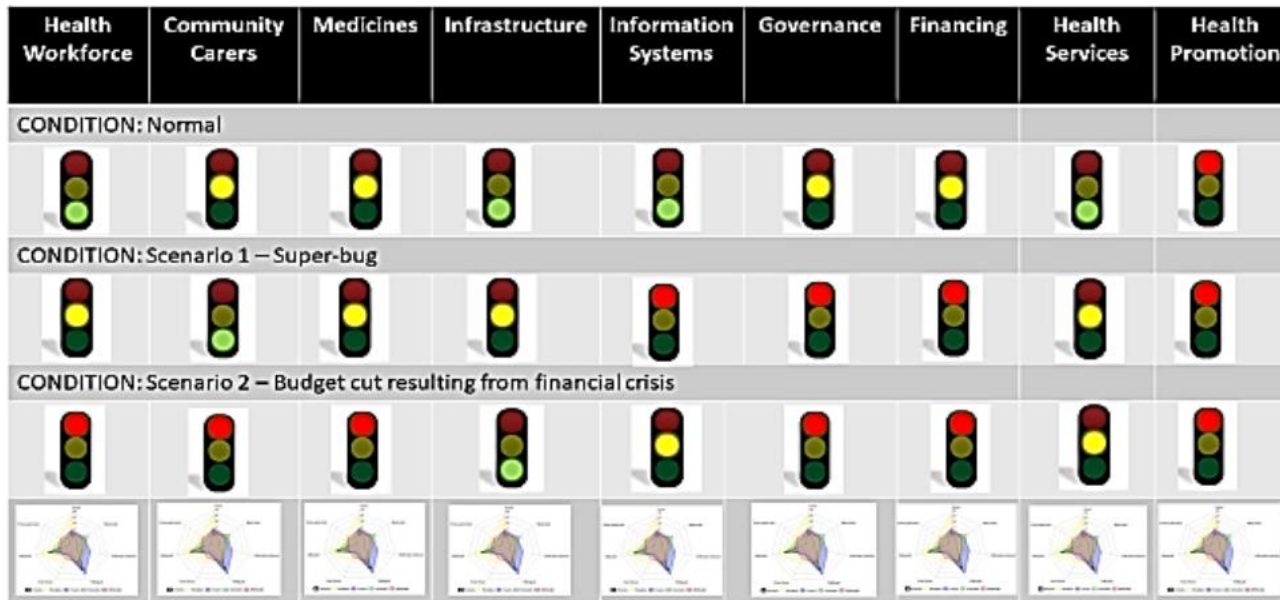 Health Workforce
Community Carers
Medicines
Infrastructure
Information Systems
Governance
Financing
Health Services
Health Promotion
CONDITION: Normal
CONDITION: Scenario 1 – Super-bug
CONDITION: Scenario 2 – Budget cut resulting from financial crisis